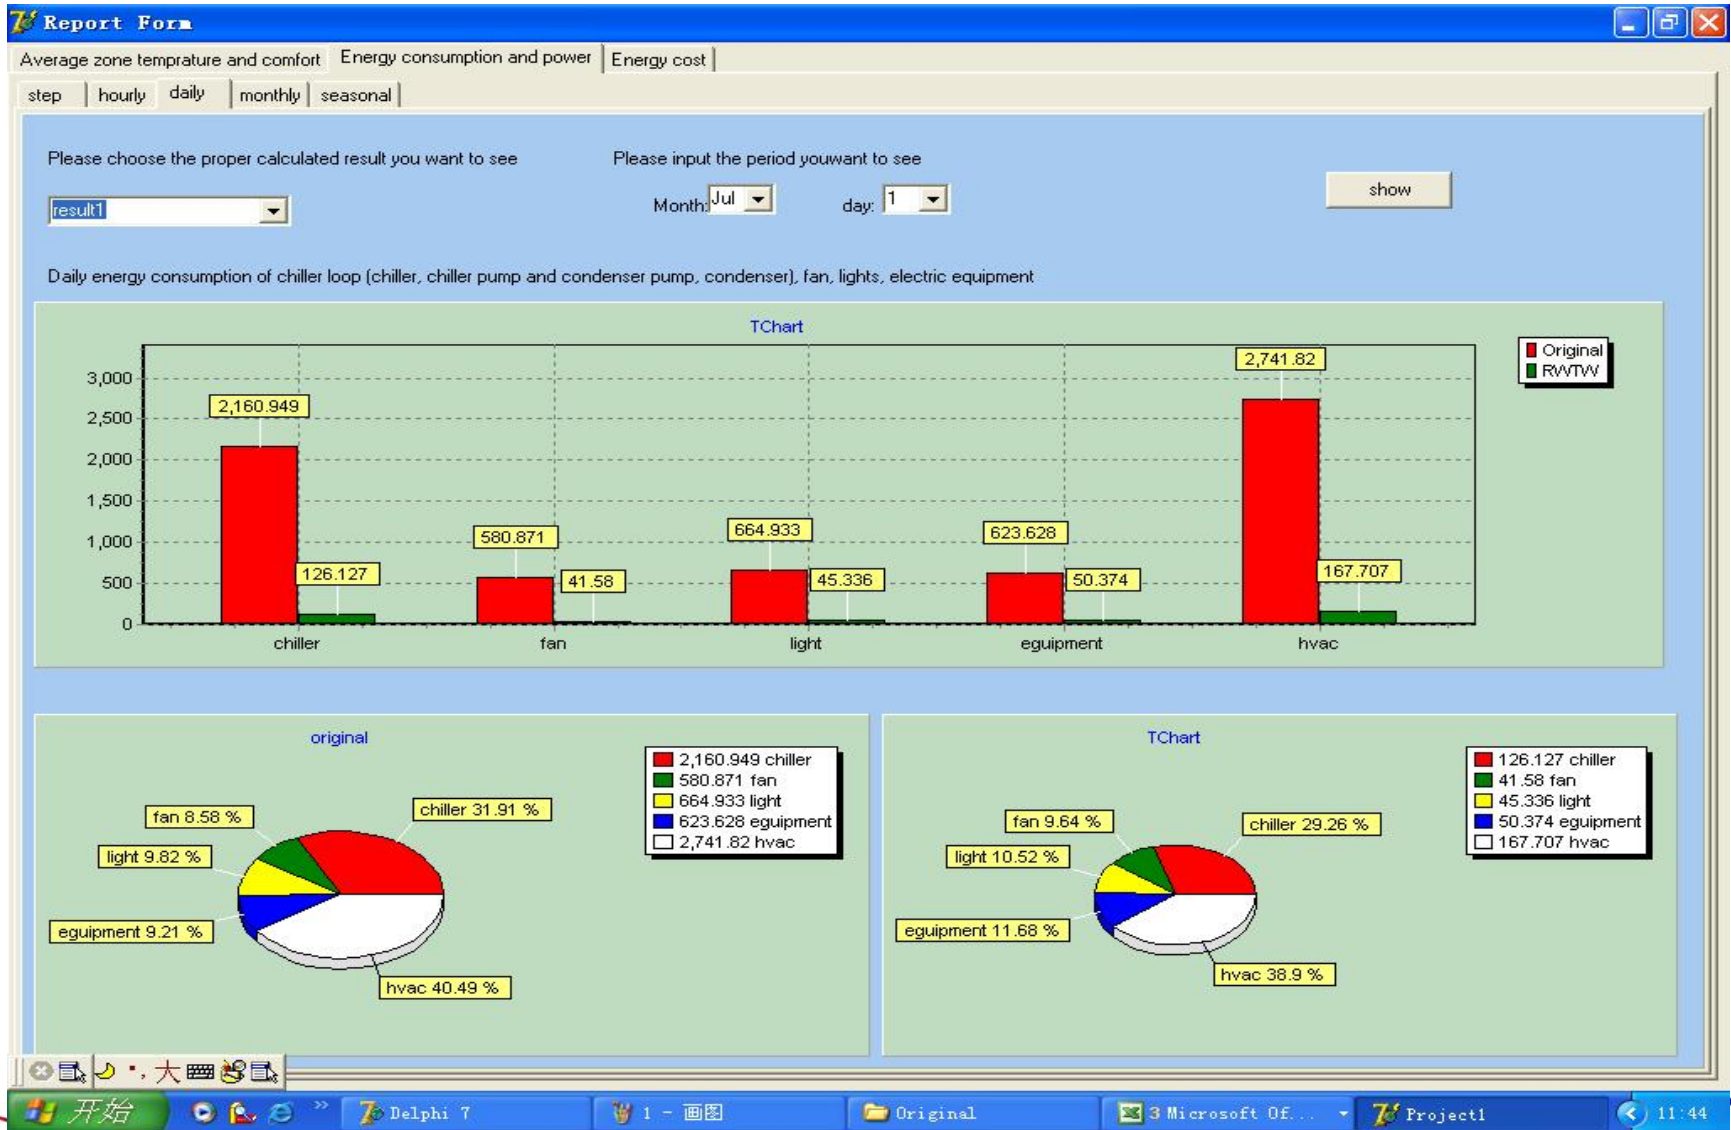 Report Form
Average zone temprature and comfort Energy consumption and power Energy cost
step hourly daily monthly seasonal
Please choose the proper calculated result you want to see
Please input the period youwant to see
result1
Month: Jul
day: 1
show
Daily energy consumption of chiller loop (chiller, chiller pump and condenser pump, condenser), fan, lights, electric equipment
TChart
Original
RWTW
3,000
2,500
2,000
1,500
1,000
500
0
2,160.949
126.127
580.871
41.58
664.933
45.336
623.628
50.374
2,741.82
167.707
chiller fan light eguipment hvac
original
2,160.949 chiller
580.871 fan
664.933 light
623.628 eguipment
2,741.82 hvac
chiller 31.91 %
fan 8.58 %
light 9.82 %
eguipment 9.21 %
hvac 40.49 %
TChart
126.127 chiller
41.58 fan
45.336 light
50.374 eguipment
167.707 hvac
fan 9.64 %
chiller 29.26 %
light 10.52 %
eguipment 11.68 %
hvac 38.9 %
大
开始 » Delphi 7 1 - 画图 Original 3 Microsoft Of... Project1 11:44